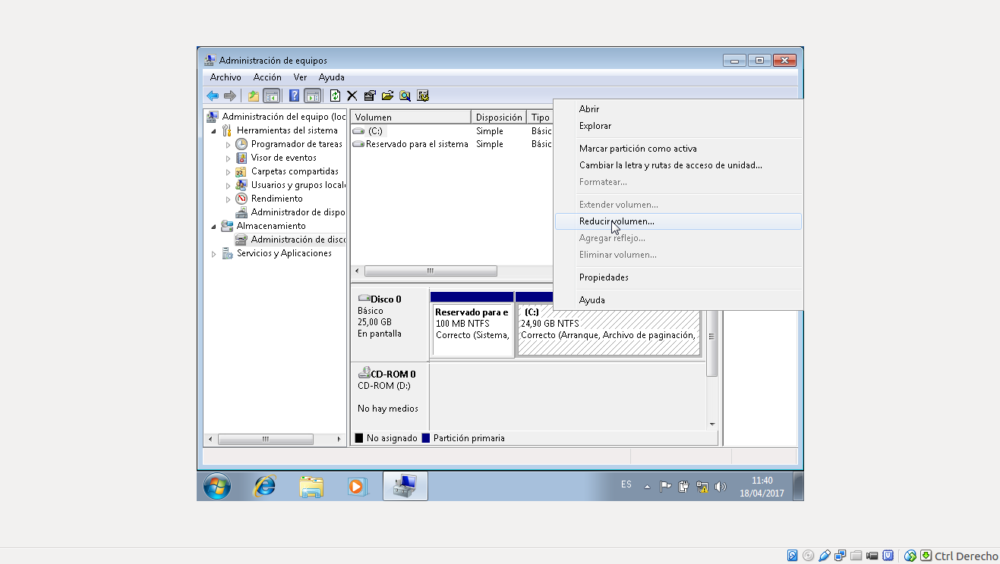 Administración de equipos
Archivo Acción Ver Ayuda
Administración del equipo (loc
Herramientas del sistema
Programador de tareas
Visor de eventos
Carpetas compartidas
Usuarios y grupos local
Rendimiento
Administrador de dispo
Almacenamiento
Administración de disco
Servicios y Aplicaciones
Volumen Disposición Tipo
(C:) Simple Básic
Reservado para el sistema Simple Básic
Abrir
Explorar
Marcar partición como activa
Cambiar la letra y rutas de acceso de unidad...
Formatear...
Extender volumen...
Reducir volumen...
Agregar reflejo...
Eliminar volumen...
Propiedades
Ayuda
Disco 0
Básico
25,00 GB
En pantalla
Reservado para e
100 MB NTFS
Correcto (Sistema,
(C:)
24,90 GB NTFS
Correcto (Arranque, Archivo de paginación,
CD-ROM 0
CD-ROM (D:)
No hay medios
No asignado Partición primaria
ES
11:40
18/04/2017
Ctrl Derecho